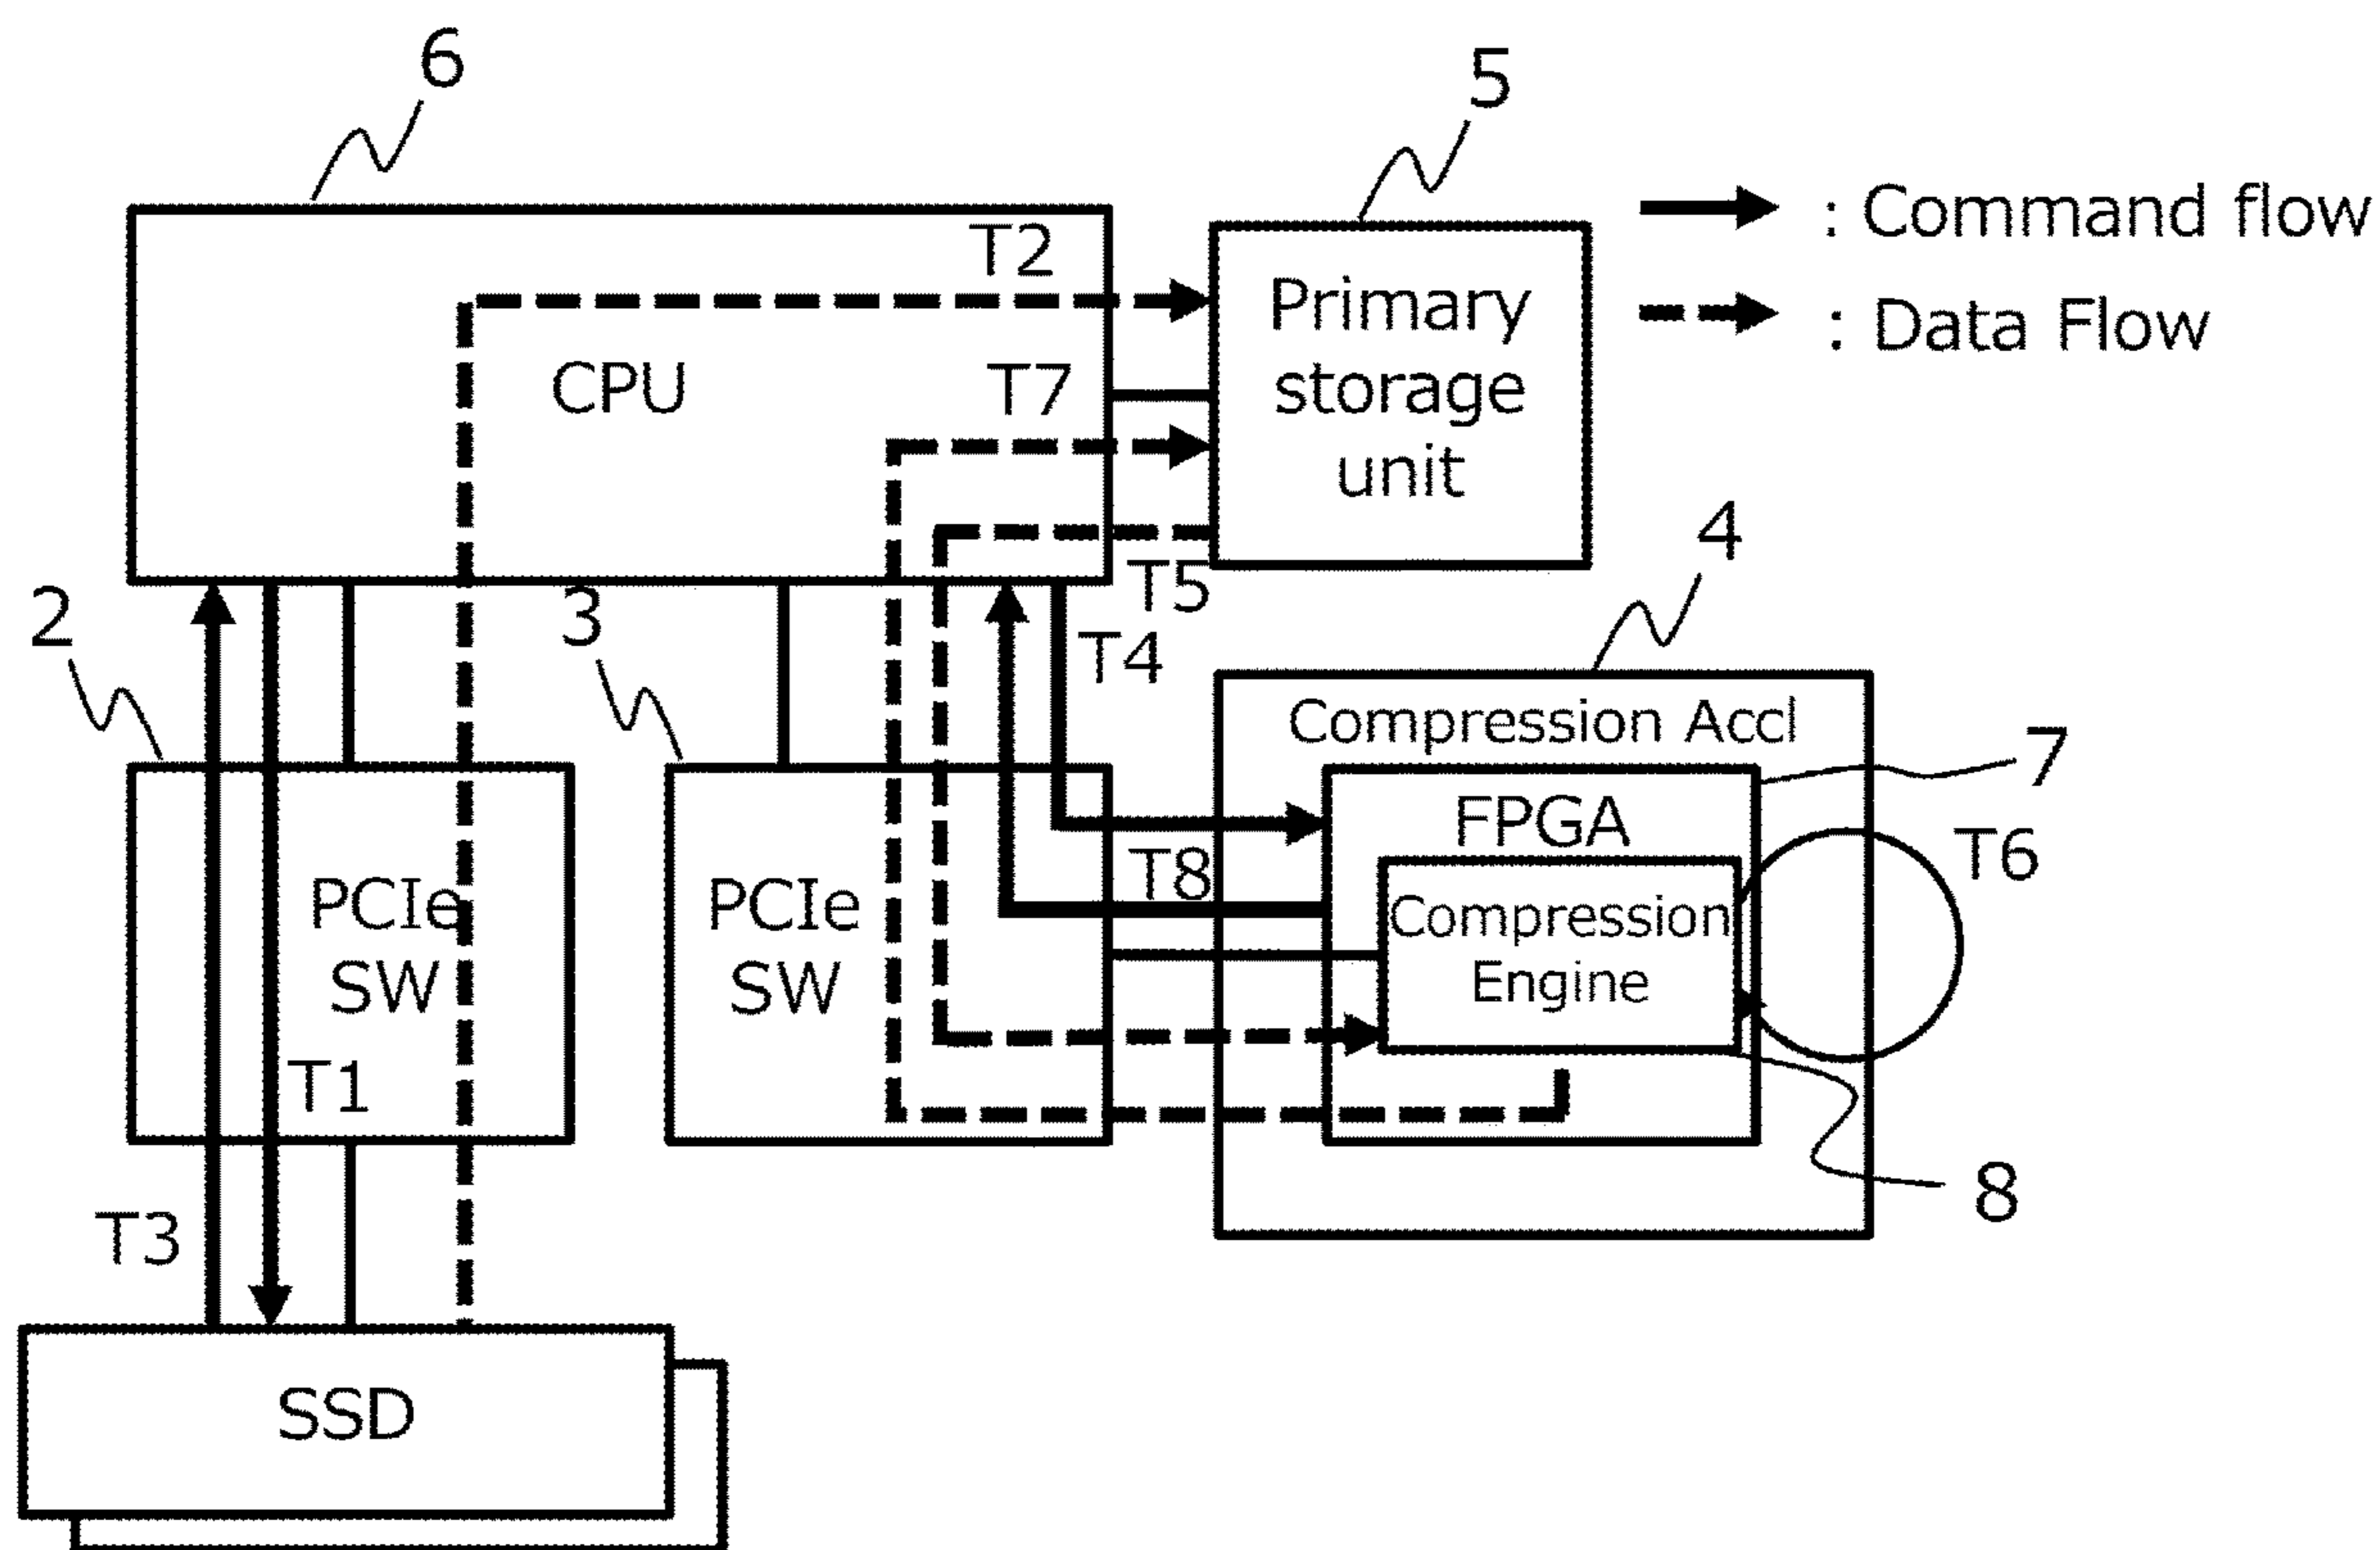 6
5
: Command flow
: Data Flow
T2
Primary
storage
unit
CPU
T7
4
T5
2
3
T4
Compression Accl
7
FPGA
T6
T8
PCIe
SW
PCIe
SW
Compression
Engine
T1
8
T3
SSD